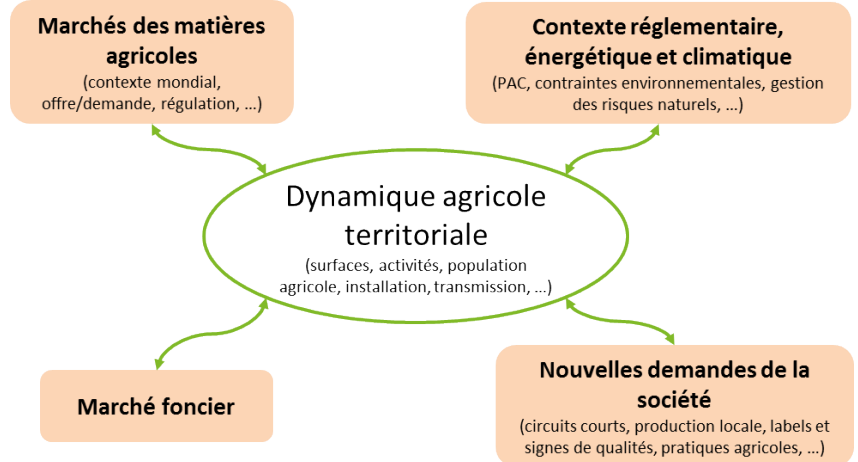 Marchés des matières
agricoles
(contexte mondial,
offre/demande, régulation, ...)
Contexte réglementaire,
énergétique et climatique
(PAC, contraintes environnementales, gestion
des risques naturels, ...)
Dynamique agricole
territoriale
(surfaces, activités, population
agricole, installation, transmission, ...)
Marché foncier
Nouvelles demandes de la
société
(circuits courts, production locale, labels et
signes de qualités, pratiques agricoles, ...)